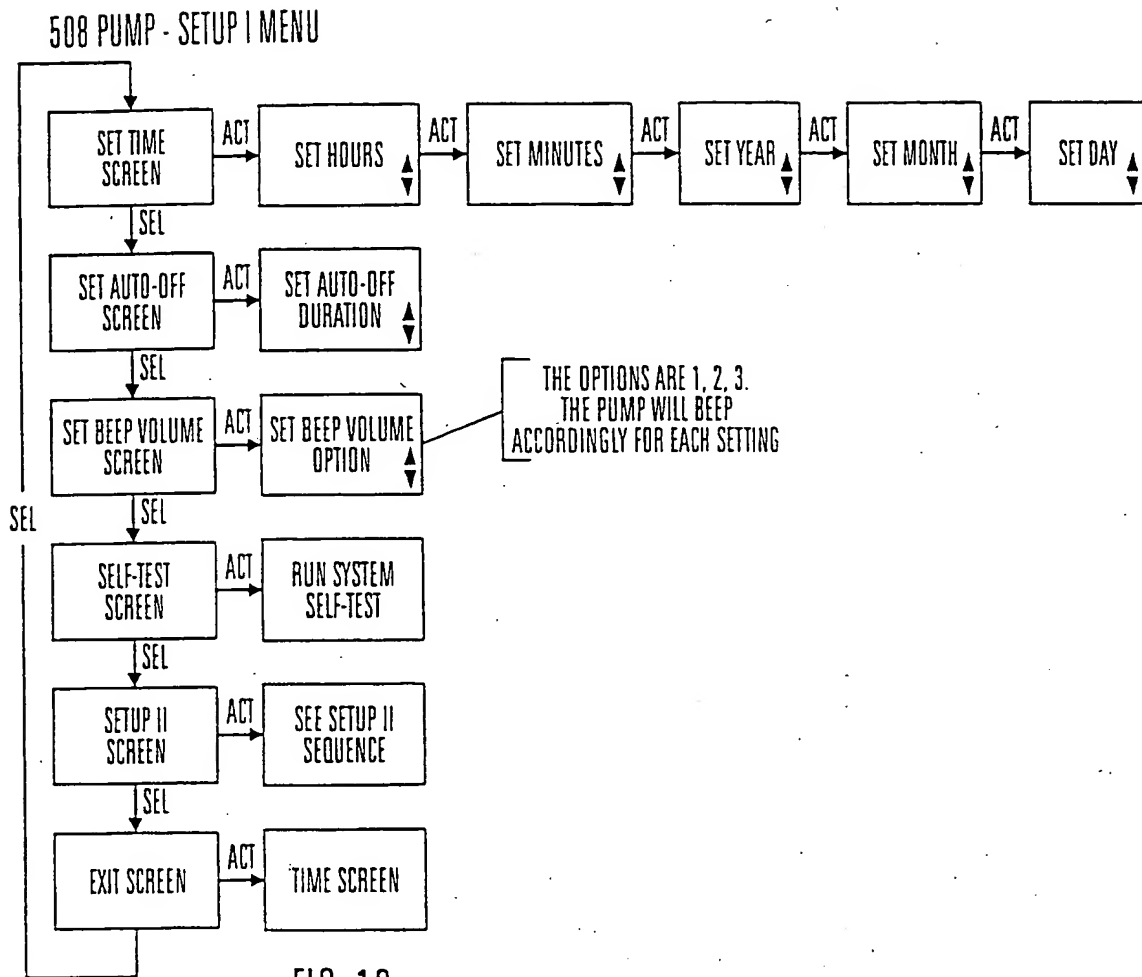 508 PUMP - SETUP I MENU
SET TIME
SCREEN
ACT
SET HOURS
ACT
SET MINUTES
ACT
SET YEAR
ACT
SET MONTH
ACT
SET DAY
SEL
SET AUTO-OFF
SCREEN
ACT
SET AUTO-OFF
DURATION
SEL
SET BEEP VOLUME
SCREEN
ACT
SET BEEP VOLUME
OPTION
THE OPTIONS ARE 1, 2, 3.
THE PUMP WILL BEEP
ACCORDINGLY FOR EACH SETTING
SEL
SEL
SELF-TEST
SCREEN
ACT
RUN SYSTEM
SELF-TEST
SEL
SETUP II
SCREEN
ACT
SEE SETUP II
SEQUENCE
SEL
EXIT SCREEN
ACT
TIME SCREEN